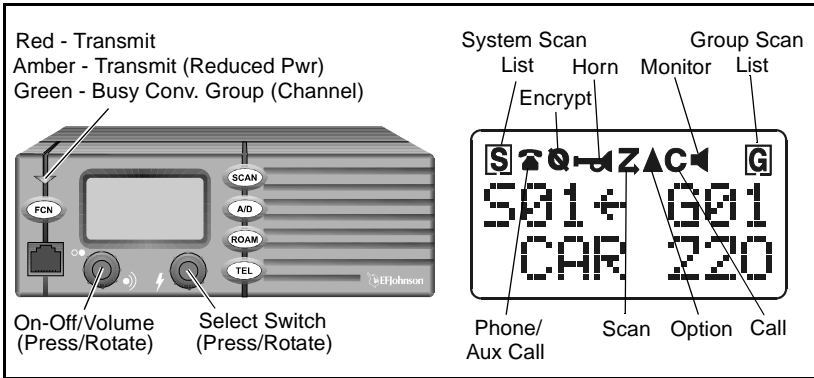 Red - Transmit
Amber - Transmit (Reduced Pwr)
Green - Busy Conv. Group (Channel)
FCN
SCAN
A/D
ROAM
TEL
EFJohnson
On-Off/Volume
(Press/Rotate)
Select Switch
(Press/Rotate)
System Scan
List
Horn
Encrypt
Monitor
Group Scan
List
S Z C G
S01← G01
CAR 220
Phone/
Aux Call
Scan
Option
Call